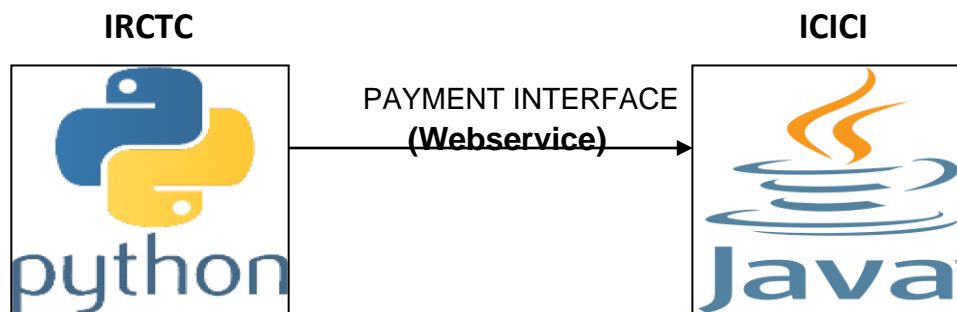 IRCTC
ICICI
PAYMENT INTERFACE
(Webservice)
python
Java